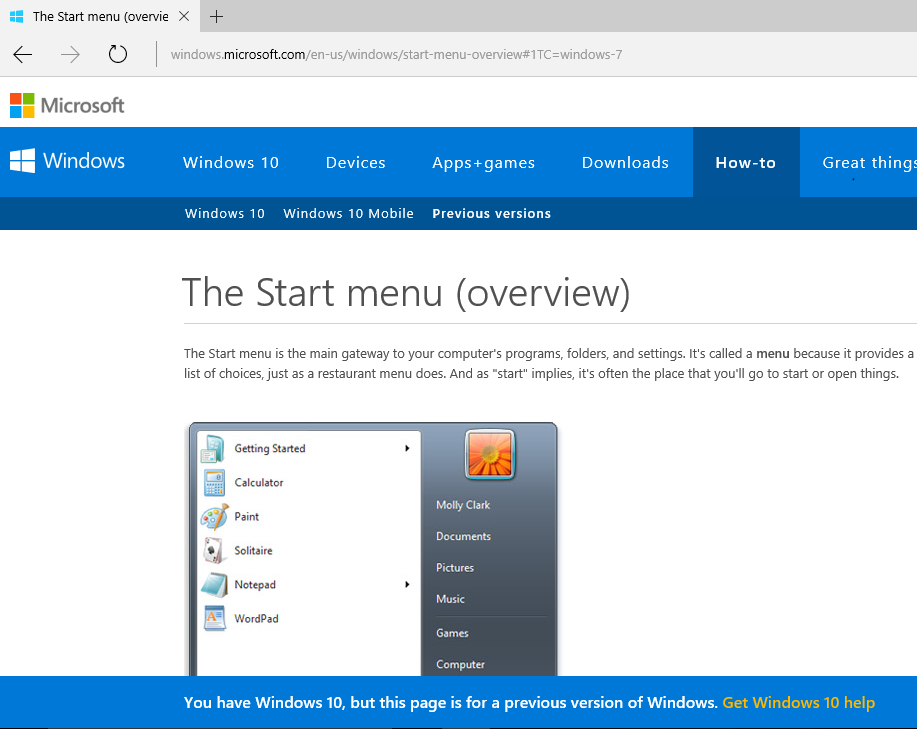 The Start menu (overvie
windows.microsoft.com/en-us/windows/start-menu-overview#1TC=windows-7
Microsoft
Windows
Windows 10 Devices Apps+games Downloads How-to Great things
Windows 10 Windows 10 Mobile Previous versions
The Start menu (overview)
The Start menu is the main gateway to your computer's programs, folders, and settings. It's called a menu because it provides a
list of choices, just as a restaurant menu does. And as "start" implies, it's often the place that you'll go to start or open things.
Getting Started
Calculator
Paint
Solitaire
Notepad
WordPad
Molly Clark
Documents
Pictures
Music
Games
Computer
You have Windows 10, but this page is for a previous version of Windows. Get Windows 10 help